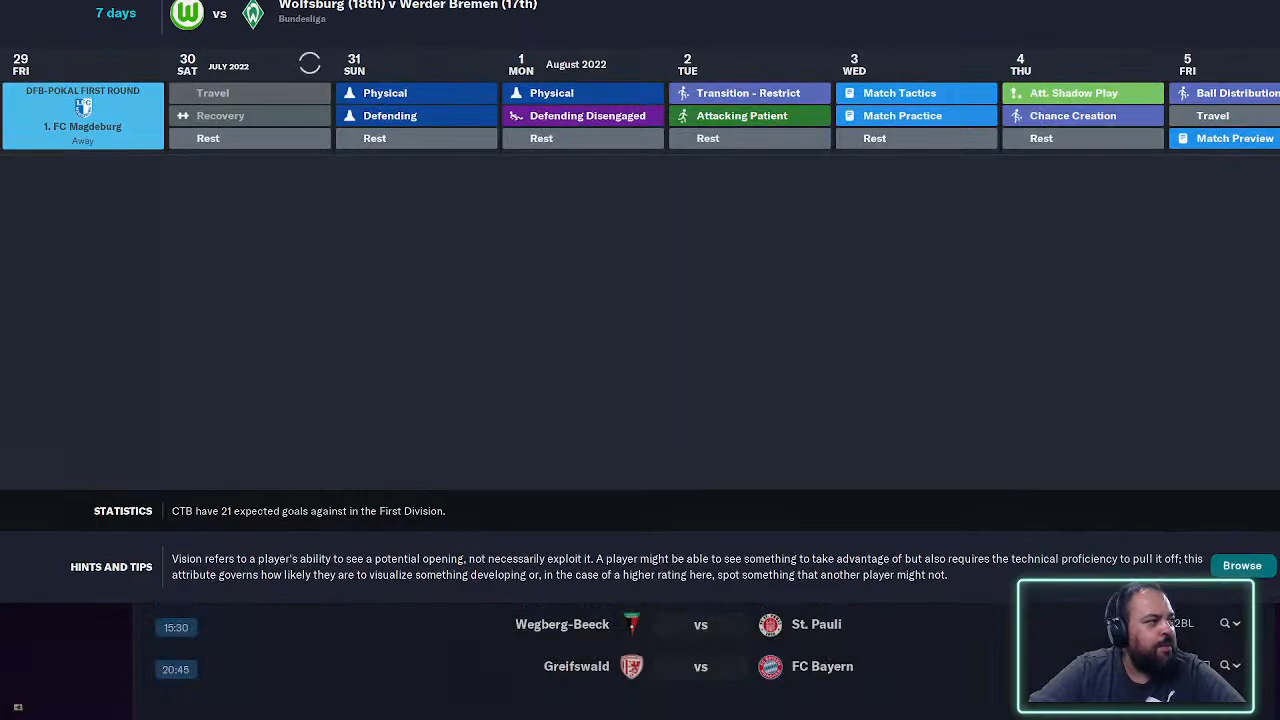 7 days
vs
Wolfsburg (18th) v Werder Bremen (17th)
Bundesliga
29
FRI
30
SAT
JULY 2022
31
SUN
1
MON
August 2022
2
TUE
3
WED
4
THU
5
FRI
DFB-POKAL FIRST ROUND
1. FC Magdeburg
Away
Travel
Recovery
Rest
Physical
Defending
Rest
Physical
Defending Disengaged
Rest
Transition - Restrict
Attacking Patient
Rest
Match Tactics
Match Practice
Rest
Att. Shadow Play
Chance Creation
Rest
Ball Distribution
Travel
Match Preview
STATISTICS
CTB have 21 expected goals against in the First Division.
HINTS AND TIPS
Vision refers to a player's ability to see a potential opening, not necessarily exploit it. A player might be able to see something to take advantage of but also requires the technical proficiency to pull it off; this
attribute governs how likely they are to visualize something developing or, in the case of a higher rating here, spot something that another player might not.
Browse
15:30
Wegberg-Beeck
vs
St. Pauli
2BL
20:45
Greifswald
vs
FC Bayern